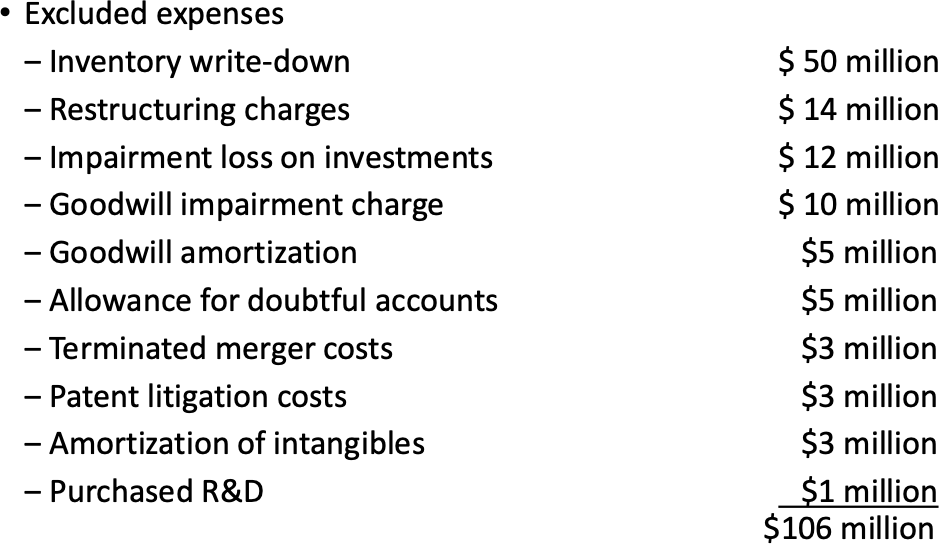 • Excluded expenses
– Inventory write-down $ 50 million
– Restructuring charges $ 14 million
– Impairment loss on investments $ 12 million
– Goodwill impairment charge $ 10 million
– Goodwill amortization $5 million
– Allowance for doubtful accounts $5 million
– Terminated merger costs $3 million
– Patent litigation costs $3 million
– Amortization of intangibles $3 million
– Purchased R&D $1 million
$106 million